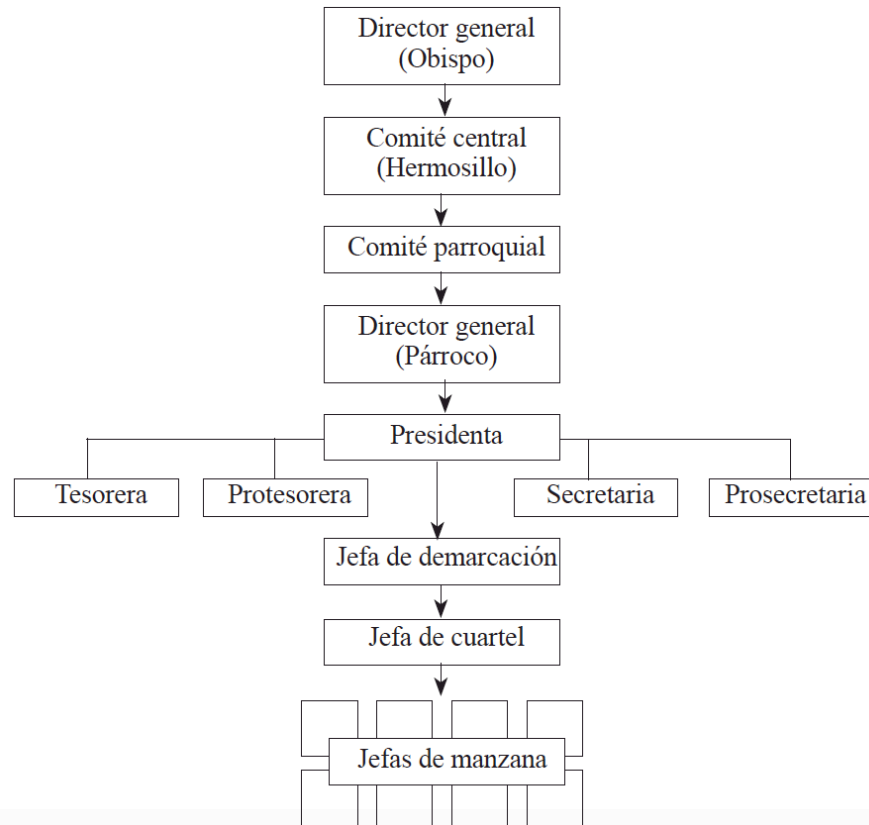 Director general
(Obispo)
Comité central
(Hermosillo)
Comité parroquial
Director general
(Párroco)
Presidenta
Tesorera
Protesorera
Secretaria
Prosecretaria
Jefa de demarcación
Jefa de cuartel
Jefas de manzana